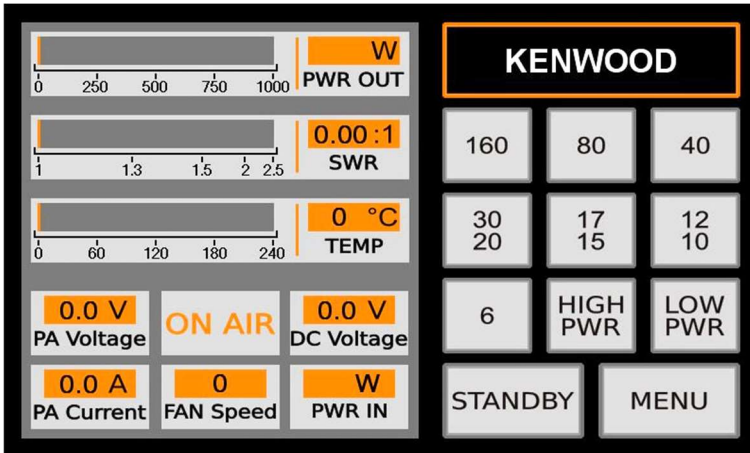 W
PWR OUT
0 250 500 750 1000
0.00 :1
SWR
1 1.3 1.5 2 2.5
0 °C
TEMP
0 60 120 180 240
0.0 V
PA Voltage
ON AIR
0.0 V
DC Voltage
0.0 A
PA Current
0
FAN Speed
W
PWR IN
KENWOOD
160
80
40
30
20
17
15
12
10
6
HIGH
PWR
LOW
PWR
STANDBY
MENU